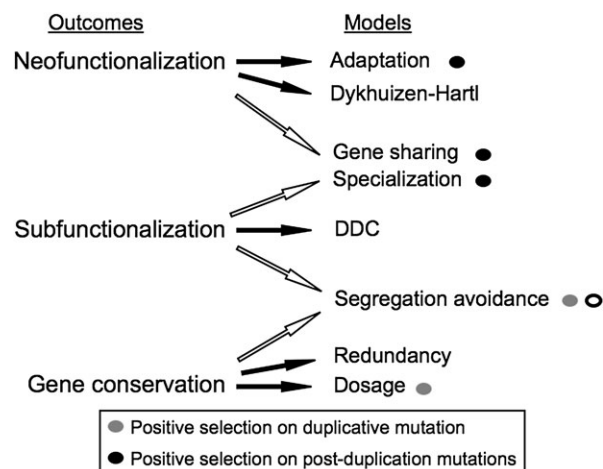 Outcomes Models
Neofunctionalization Adaptation
Dykhuizen-Hartl
Gene sharing
Specialization
Subfunctionalization DDC
Segregation avoidance
Redundancy
Gene conservation Dosage
Positive selection on duplicative mutation
Positive selection on post-duplication mutations